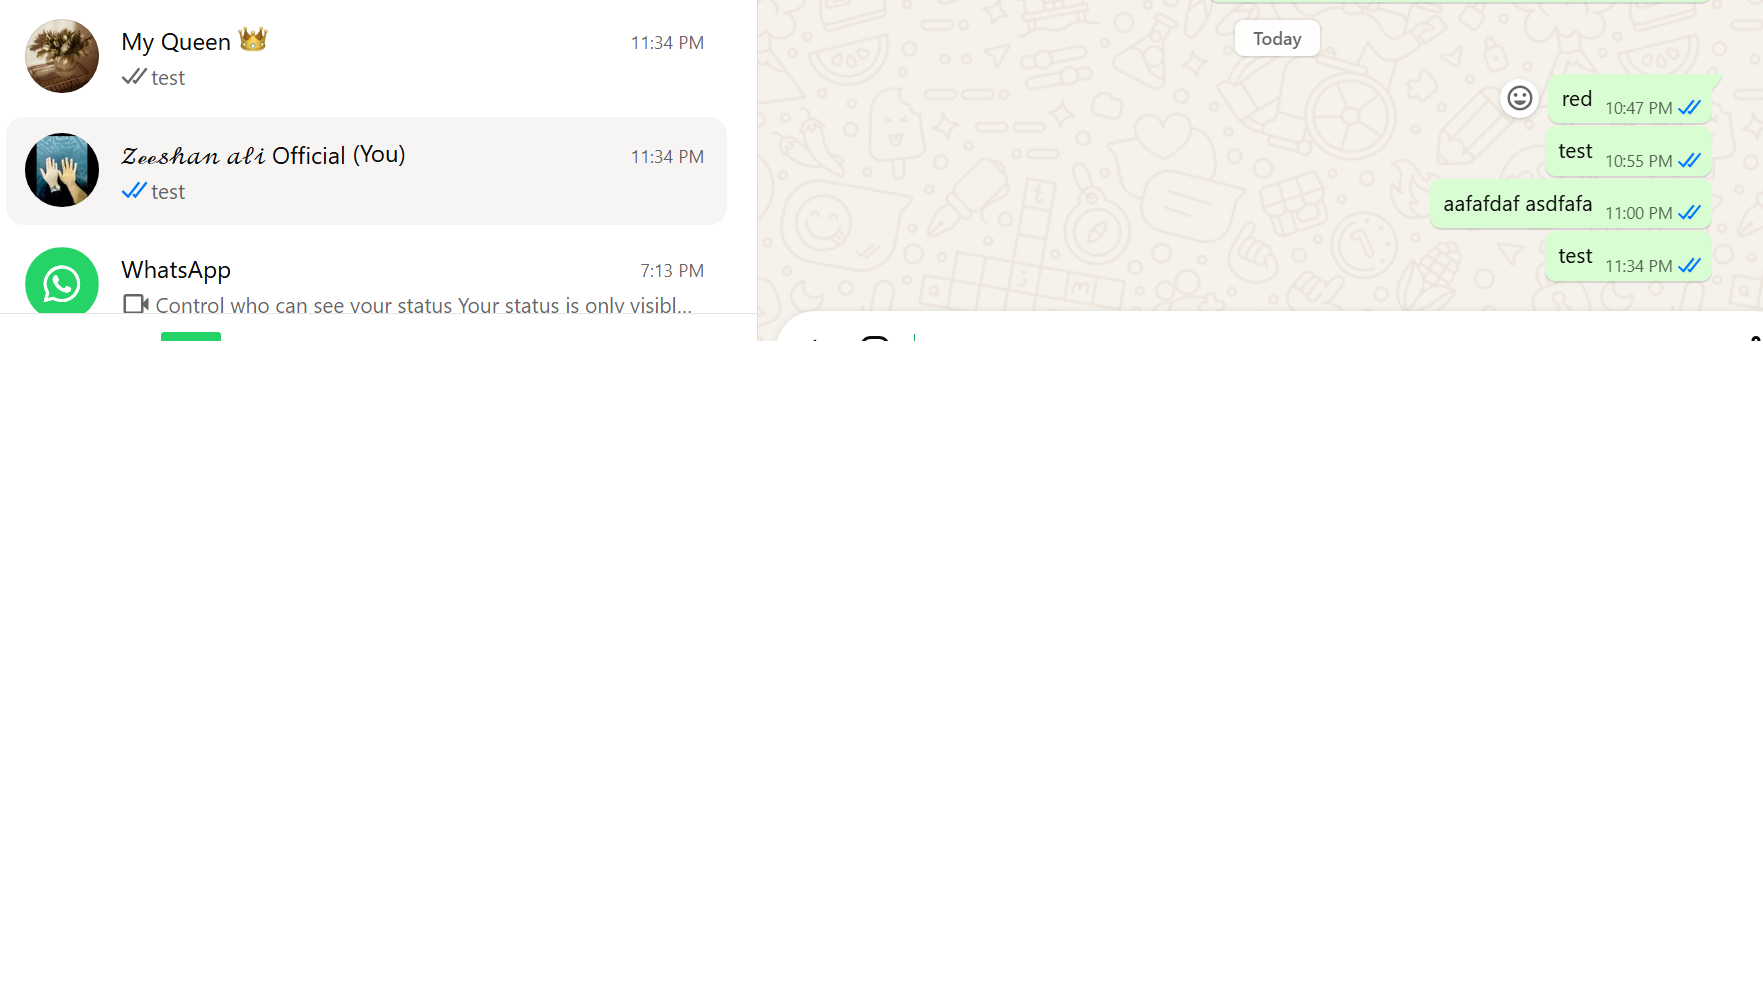 My Queen 👑
11:34 PM
test
𝓩𝓮𝓮𝓼𝓱𝓪𝓷 𝓪𝓵𝓲 Official (You)
11:34 PM
test
WhatsApp
7:13 PM
Control who can see your status Your status is only visibl...
Today
red 10:47 PM
test 10:55 PM
aafafdaf asdfafa 11:00 PM
test 11:34 PM